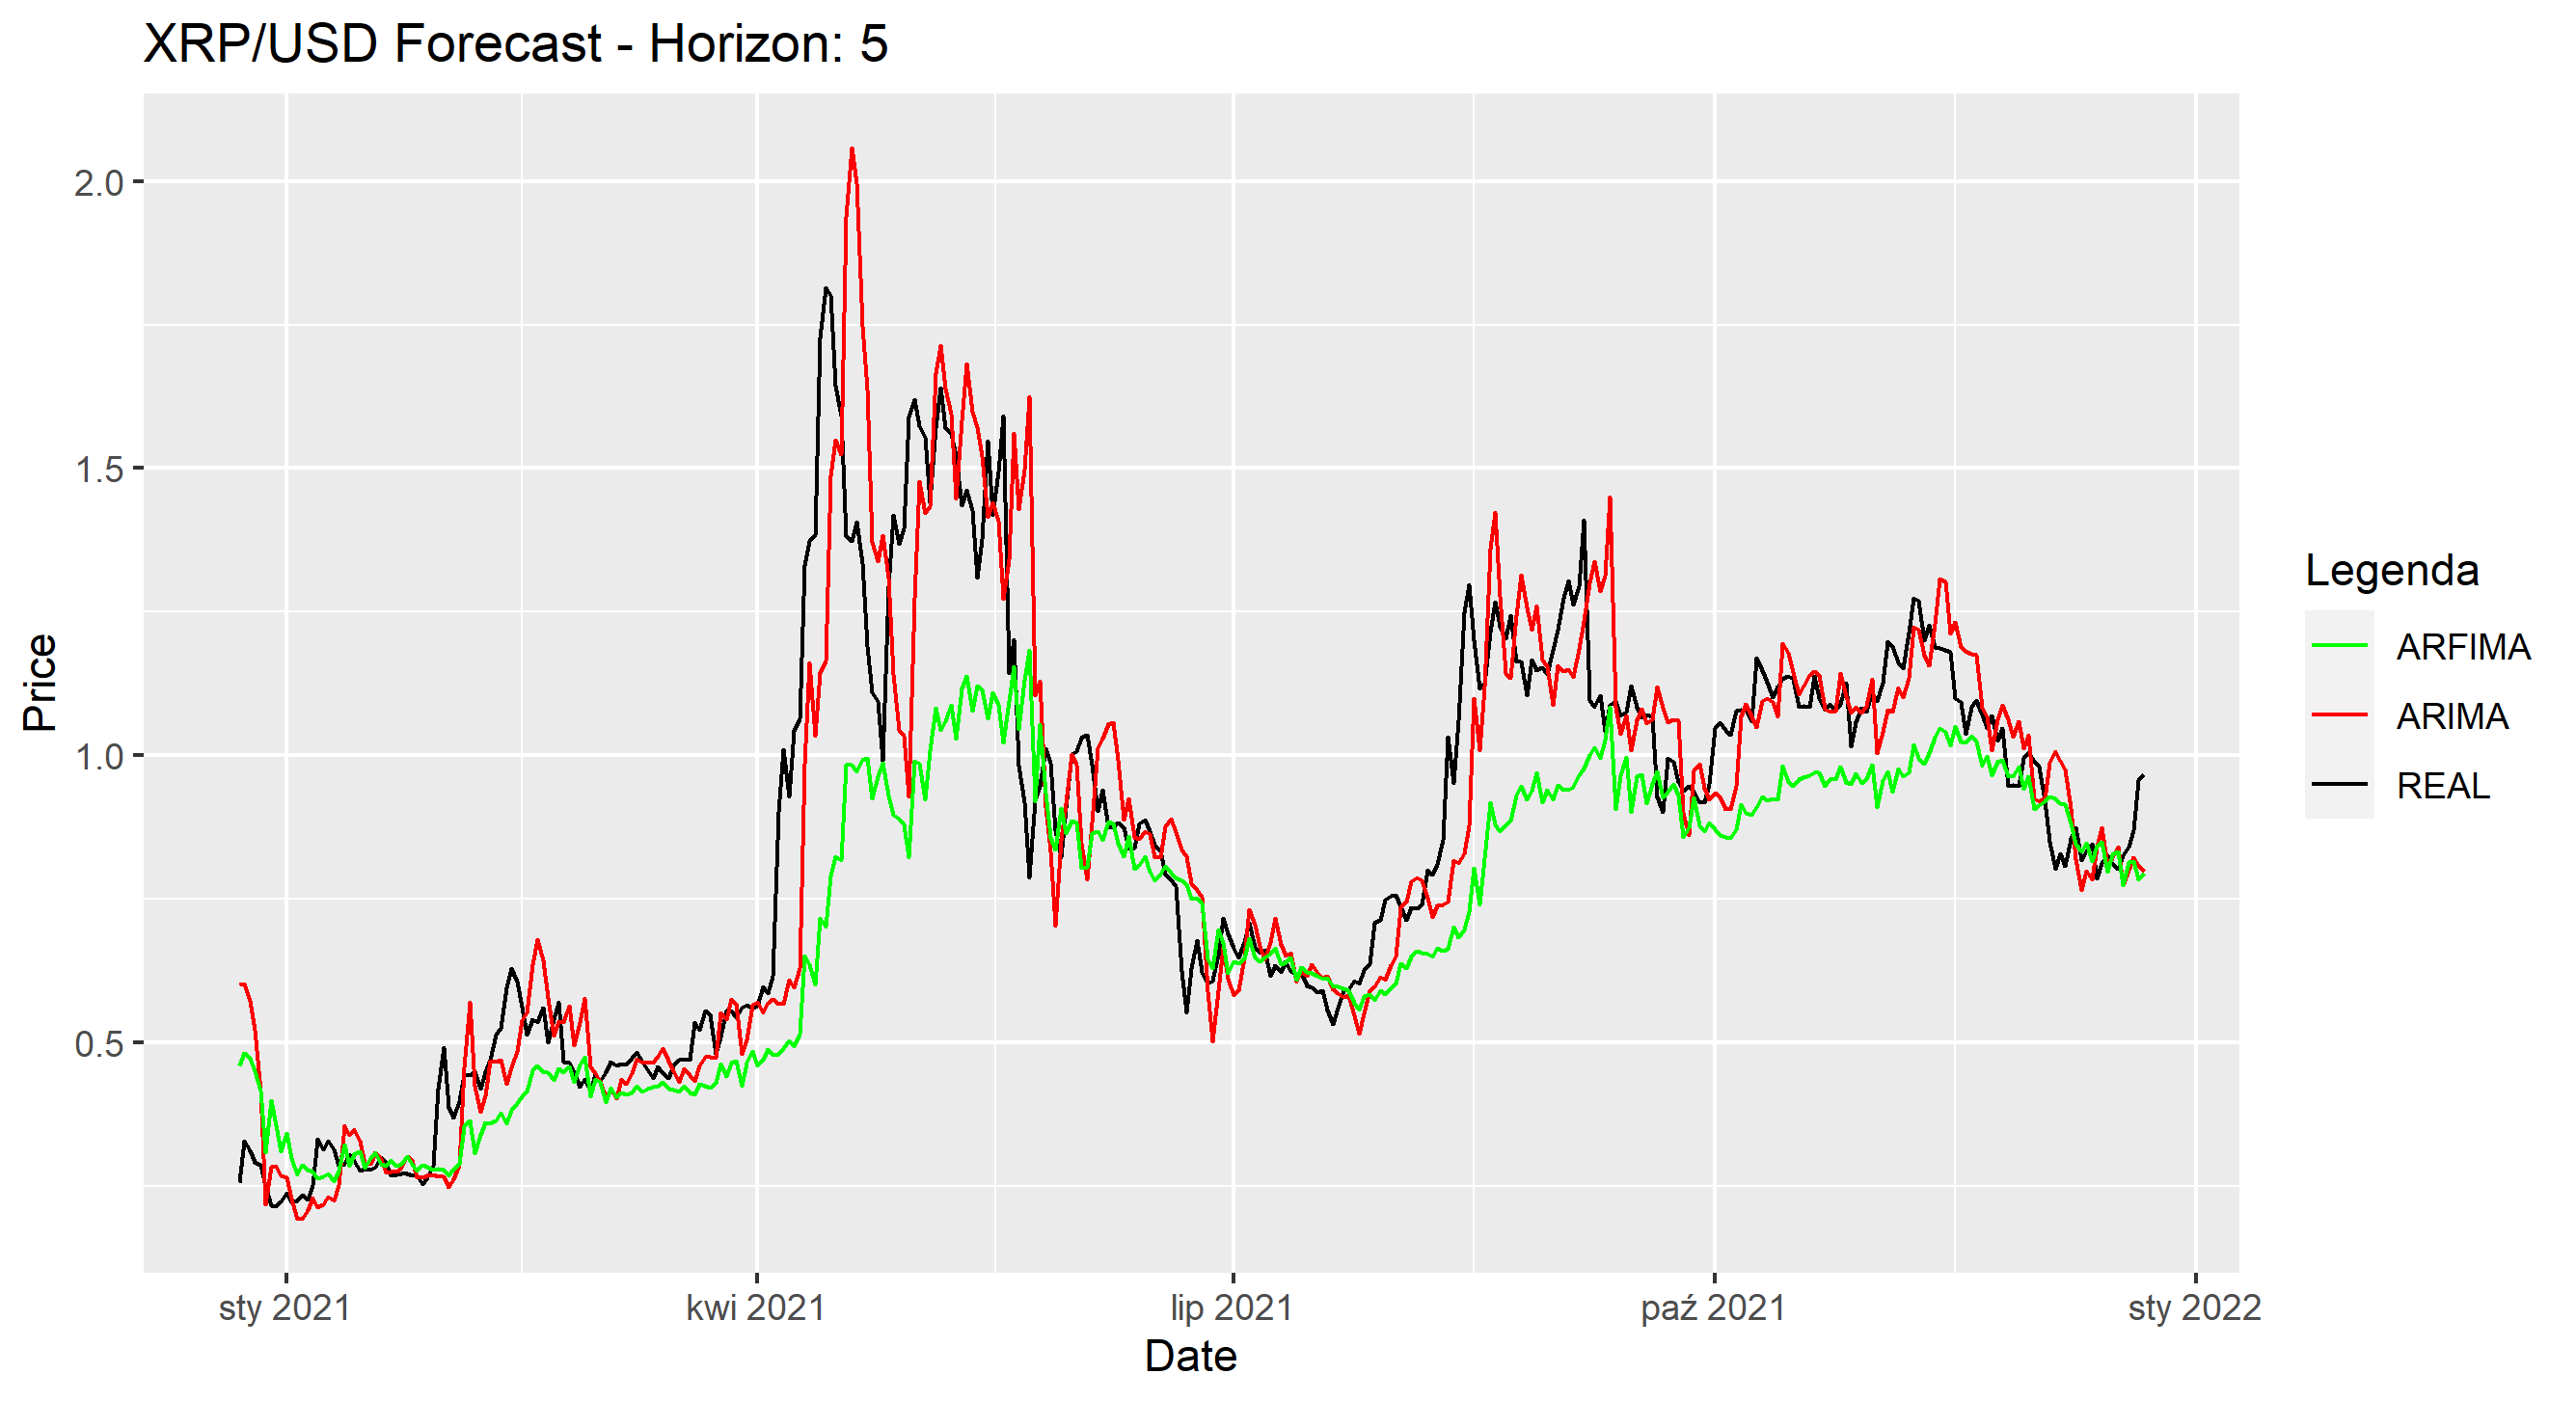 XRP/USD Forecast - Horizon: 5
Price
2.0
1.5
1.0
0.5
sty 2021
kwi 2021
lip 2021
paź 2021
sty 2022
Date
Legenda
ARFIMA
ARIMA
REAL